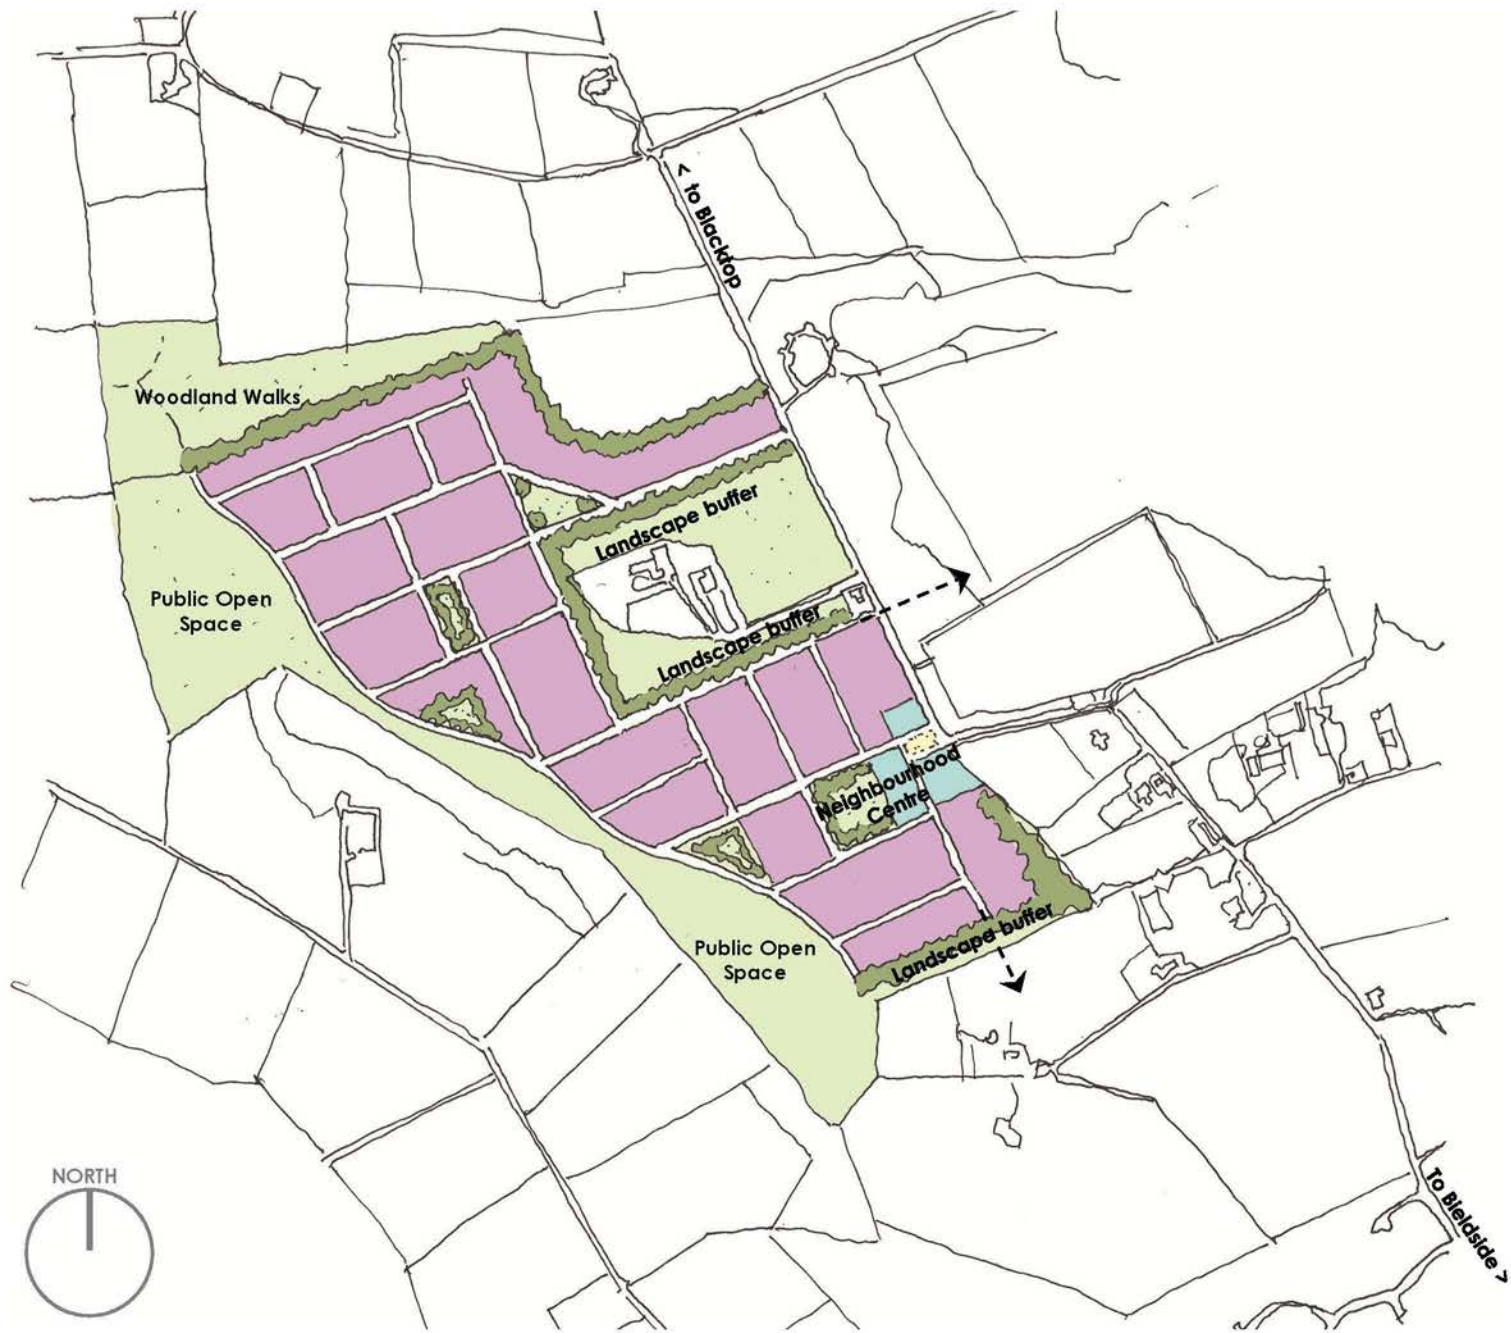 < to Blacktop
Woodland Walks
Landscape buffer
Public Open
Space
Landscape buffer
Neighbourhood
Centre
Landscape buffer
Public Open
Space
NORTH
To Bieldside >